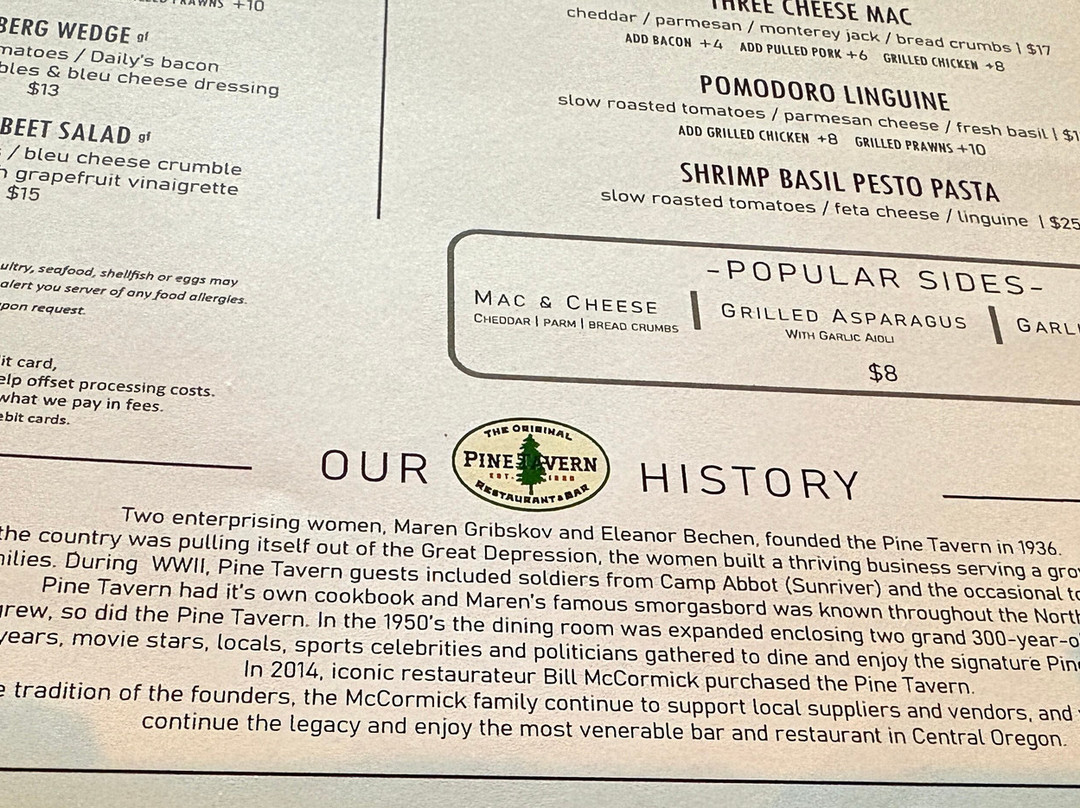 PRAWNS +10
BERG WEDGE gf
matoes / Daily's bacon
bles & bleu cheese dressing
$13
BEET SALAD gf
/ bleu cheese crumble
n grapefruit vinaigrette
$15
ultry, seafood, shellfish or eggs may
alert you server of any food allergies.
pon request.
it card,
elp offset processing costs.
what we pay in fees.
ebit cards.
THREE CHEESE MAC
cheddar / parmesan / monterey jack / bread crumbs | $17
ADD BACON +4 ADD PULLED PORK +6 GRILLED CHICKEN +8
POMODORO LINGUINE
slow roasted tomatoes / parmesan cheese / fresh basil | $1
ADD GRILLED CHICKEN +8 GRILLED PRAWNS +10
SHRIMP BASIL PESTO PASTA
slow roasted tomatoes / feta cheese / linguine | $25
-POPULAR SIDES-
MAC & CHEESE | GRILLED ASPARAGUS | GARLI
CHEDDAR | PARM | BREAD CRUMBS
WITH GARLIC AIOLI
$8
OUR
THE ORIGINAL
PINE TAVERN
EST. 1936
RESTAURANT & BAR
HISTORY
Two enterprising women, Maren Gribskov and Eleanor Bechen, founded the Pine Tavern in 1936.
the country was pulling itself out of the Great Depression, the women built a thriving business serving a gro
milies. During WWII, Pine Tavern guests included soldiers from Camp Abbot (Sunriver) and the occasional to
Pine Tavern had it's own cookbook and Maren's famous smorgasbord was known throughout the North
grew, so did the Pine Tavern. In the 1950's the dining room was expanded enclosing two grand 300-year-o
years, movie stars, locals, sports celebrities and politicians gathered to dine and enjoy the signature Pin
In 2014, iconic restaurateur Bill McCormick purchased the Pine Tavern.
e tradition of the founders, the McCormick family continue to support local suppliers and vendors, and
continue the legacy and enjoy the most venerable bar and restaurant in Central Oregon.